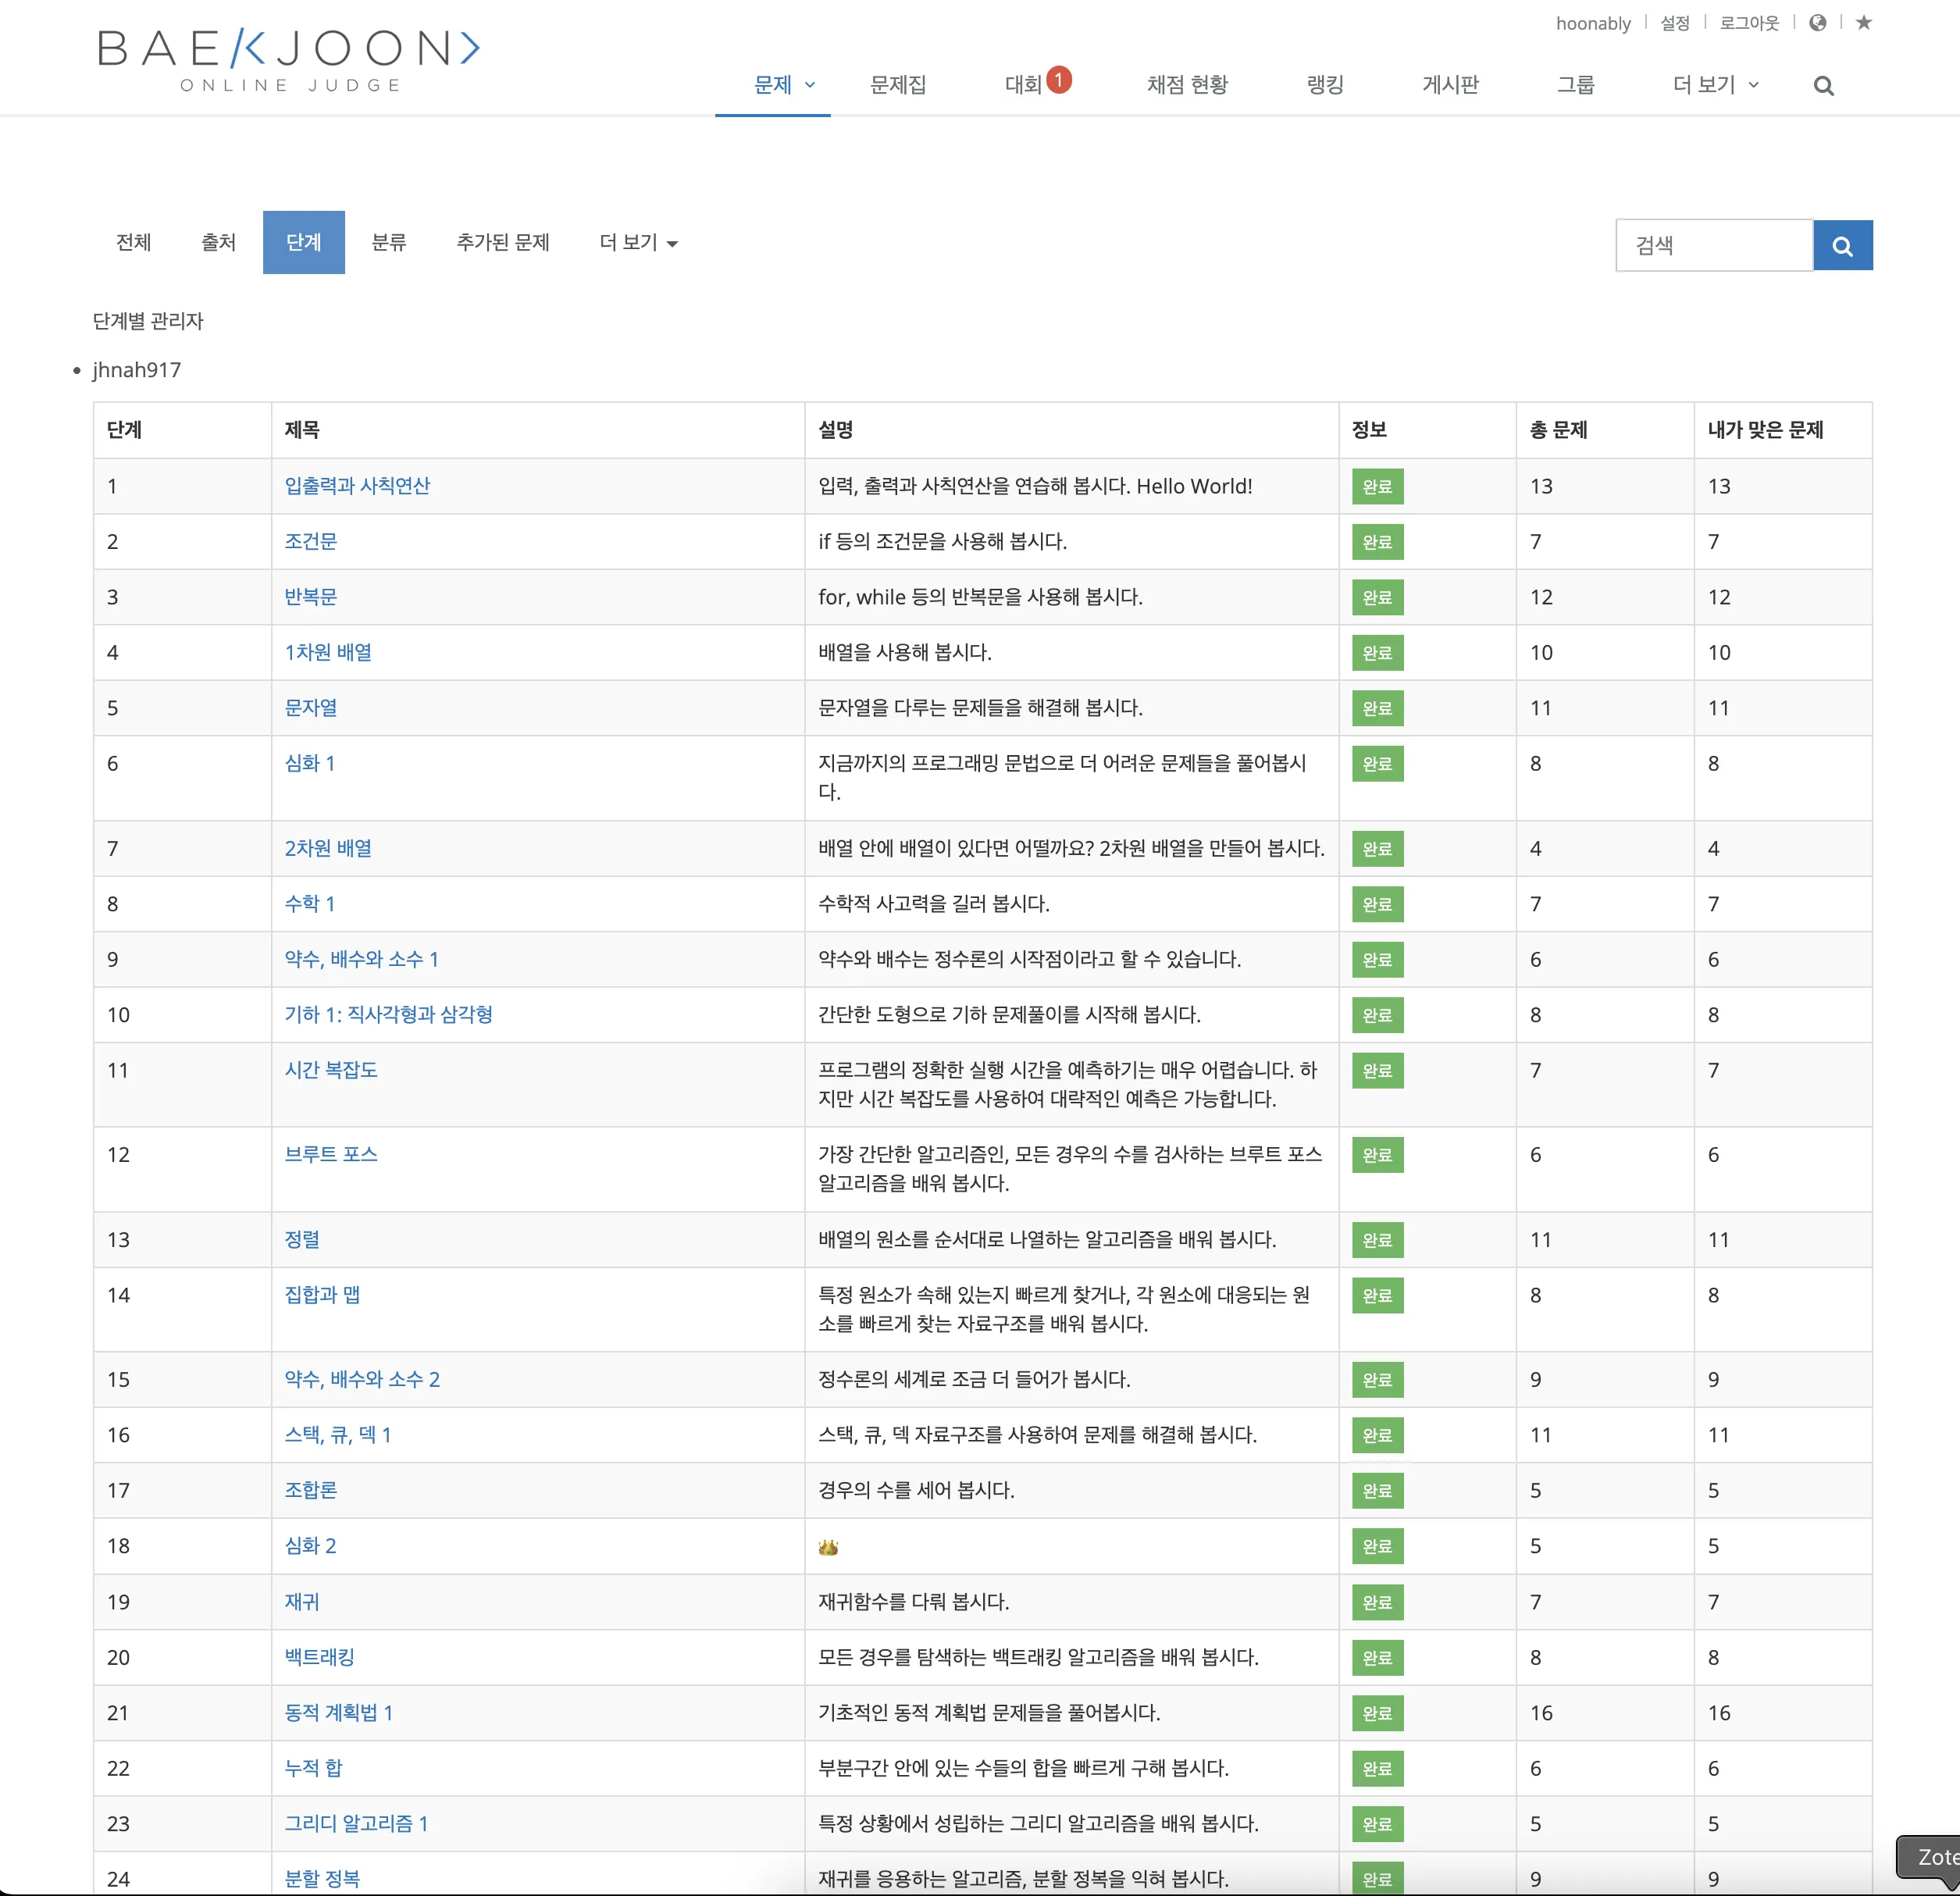 hoonably 설정 로그아웃
BAEKJOON>
ONLINE JUDGE
문제 문제집 대회 1 채점 현황 랭킹 게시판 그룹 더 보기
전체 출처 단계 분류 추가된 문제 더 보기 검색
단계별 관리자
• jhnah917
단계 제목 설명 정보 총 문제 내가 맞은 문제
1 입출력과 사칙연산 입력, 출력과 사칙연산을 연습해 봅시다. Hello World! 완료 13 13
2 조건문 if 등의 조건문을 사용해 봅시다. 완료 7 7
3 반복문 for, while 등의 반복문을 사용해 봅시다. 완료 12 12
4 1차원 배열 배열을 사용해 봅시다. 완료 10 10
5 문자열 문자열을 다루는 문제들을 해결해 봅시다. 완료 11 11
6 심화 1 지금까지의 프로그래밍 문법으로 더 어려운 문제들을 풀어봅시 완료 8 8
다.
7 2차원 배열 배열 안에 배열이 있다면 어떨까요? 2차원 배열을 만들어 봅시다. 완료 4 4
8 수학 1 수학적 사고력을 길러 봅시다. 완료 7 7
9 약수, 배수와 소수 1 약수와 배수는 정수론의 시작점이라고 할 수 있습니다. 완료 6 6
10 기하 1: 직사각형과 삼각형 간단한 도형으로 기하 문제풀이를 시작해 봅시다. 완료 8 8
11 시간 복잡도 프로그램의 정확한 실행 시간을 예측하기는 매우 어렵습니다. 하 완료 7 7
지만 시간 복잡도를 사용하여 대략적인 예측은 가능합니다.
12 브루트 포스 가장 간단한 알고리즘인, 모든 경우의 수를 검사하는 브루트 포스 완료 6 6
알고리즘을 배워 봅시다.
13 정렬 배열의 원소를 순서대로 나열하는 알고리즘을 배워 봅시다. 완료 11 11
14 집합과 맵 특정 원소가 속해 있는지 빠르게 찾거나, 각 원소에 대응되는 원 완료 8 8
소를 빠르게 찾는 자료구조를 배워 봅시다.
15 약수, 배수와 소수 2 정수론의 세계로 조금 더 들어가 봅시다. 완료 9 9
16 스택, 큐, 덱 1 스택, 큐, 덱 자료구조를 사용하여 문제를 해결해 봅시다. 완료 11 11
17 조합론 경우의 수를 세어 봅시다. 완료 5 5
18 심화 2 👑 완료 5 5
19 재귀 재귀함수를 다뤄 봅시다. 완료 7 7
20 백트래킹 모든 경우를 탐색하는 백트래킹 알고리즘을 배워 봅시다. 완료 8 8
21 동적 계획법 1 기초적인 동적 계획법 문제들을 풀어봅시다. 완료 16 16
22 누적 합 부분구간 안에 있는 수들의 합을 빠르게 구해 봅시다. 완료 6 6
23 그리디 알고리즘 1 특정 상황에서 성립하는 그리디 알고리즘을 배워 봅시다. 완료 5 5
24 분할 정복 재귀를 응용하는 알고리즘, 분할 정복을 익혀 봅시다. 완료 9 9
Zote